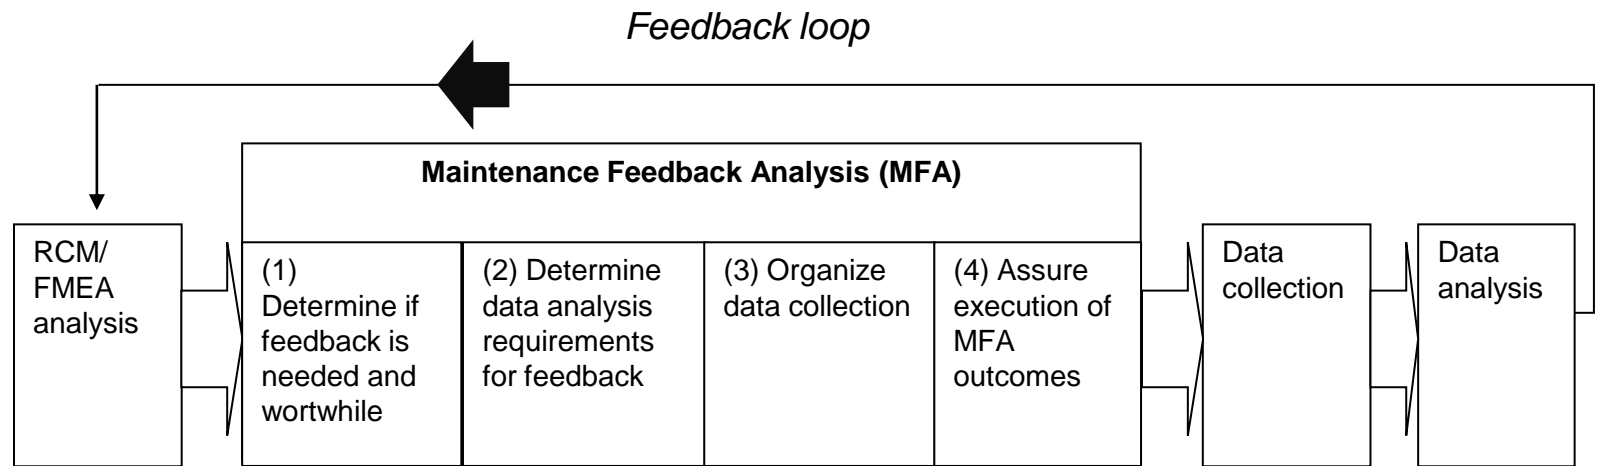 Feedback loop
Maintenance Feedback Analysis (MFA)
RCM/
FMEA
analysis
(1)
Determine if
feedback is
needed and
wortwhile
(2) Determine
data analysis
requirements
for feedback
(3) Organize
data collection
(4) Assure
execution of
MFA
outcomes
Data
collection
Data
analysis